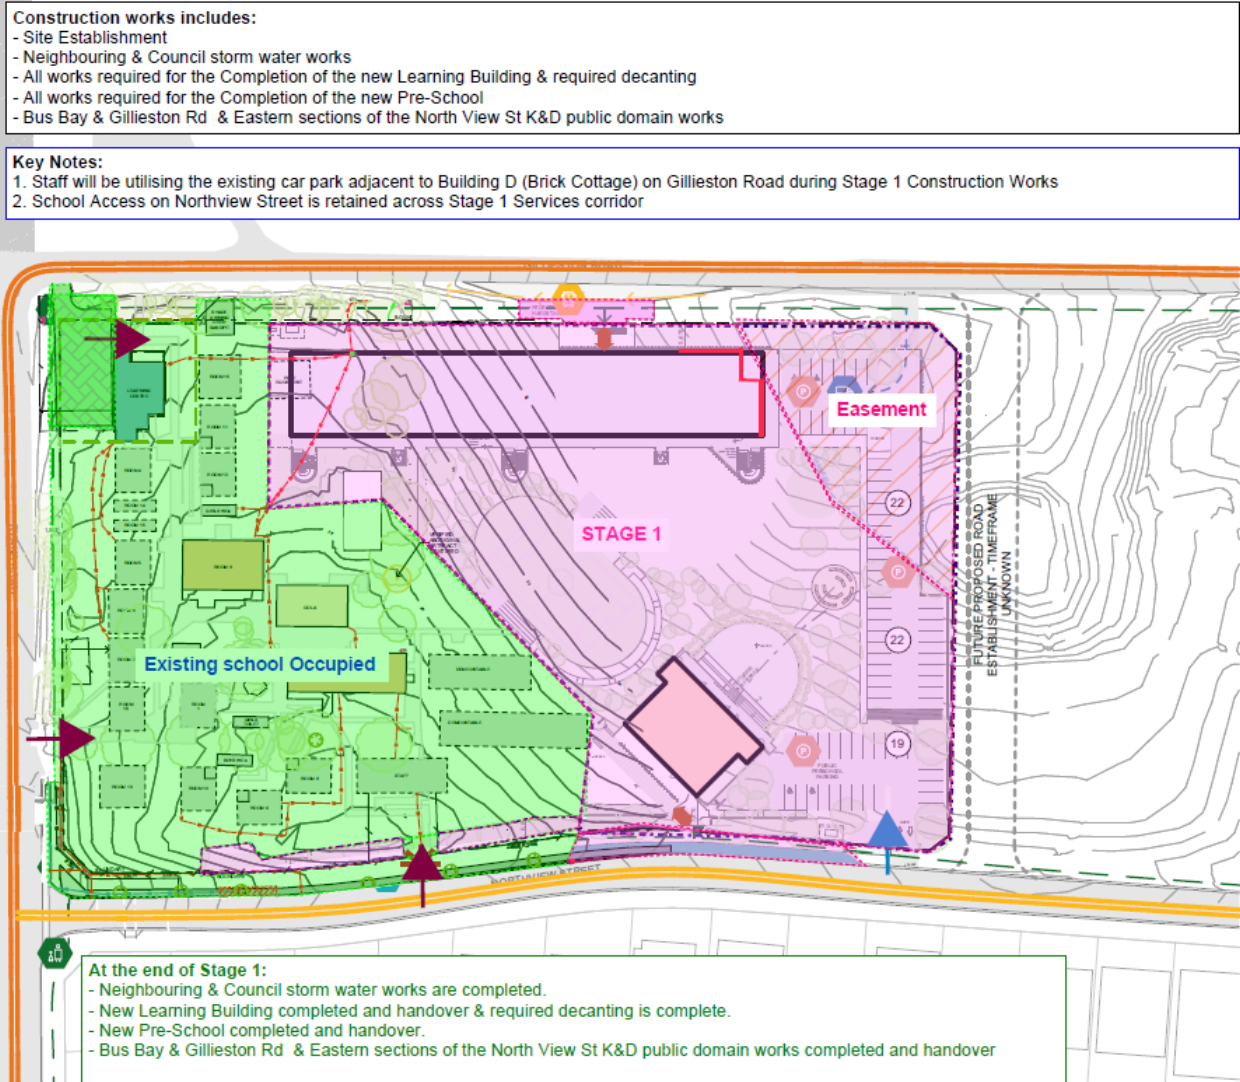 Construction works includes:
- Site Establishment
- Neighbouring & Council storm water works
- All works required for the Completion of the new Learning Building & required decanting
- All works required for the Completion of the new Pre-School
- Bus Bay & Gillieston Rd & Eastern sections of the North View St K&D public domain works
Key Notes:
1. Staff will be utilising the existing car park adjacent to Building D (Brick Cottage) on Gillieston Road during Stage 1 Construction Works
2. School Access on Northview Street is retained across Stage 1 Services corridor
P
Easement
22
STAGE 1
P
FUTURE PROPOSED ROAD
ESTABLISHMENT - TIMEFRAME
UNKNOWN
22
Existing school Occupied
STAFF
P
19
PUBLIC
PRESCHOOL
PARKING
NORTHVIEW STREET
At the end of Stage 1:
- Neighbouring & Council storm water works are completed.
- New Learning Building completed and handover & required decanting is complete.
- New Pre-School completed and handover.
- Bus Bay & Gillieston Rd & Eastern sections of the North View St K&D public domain works completed and handover